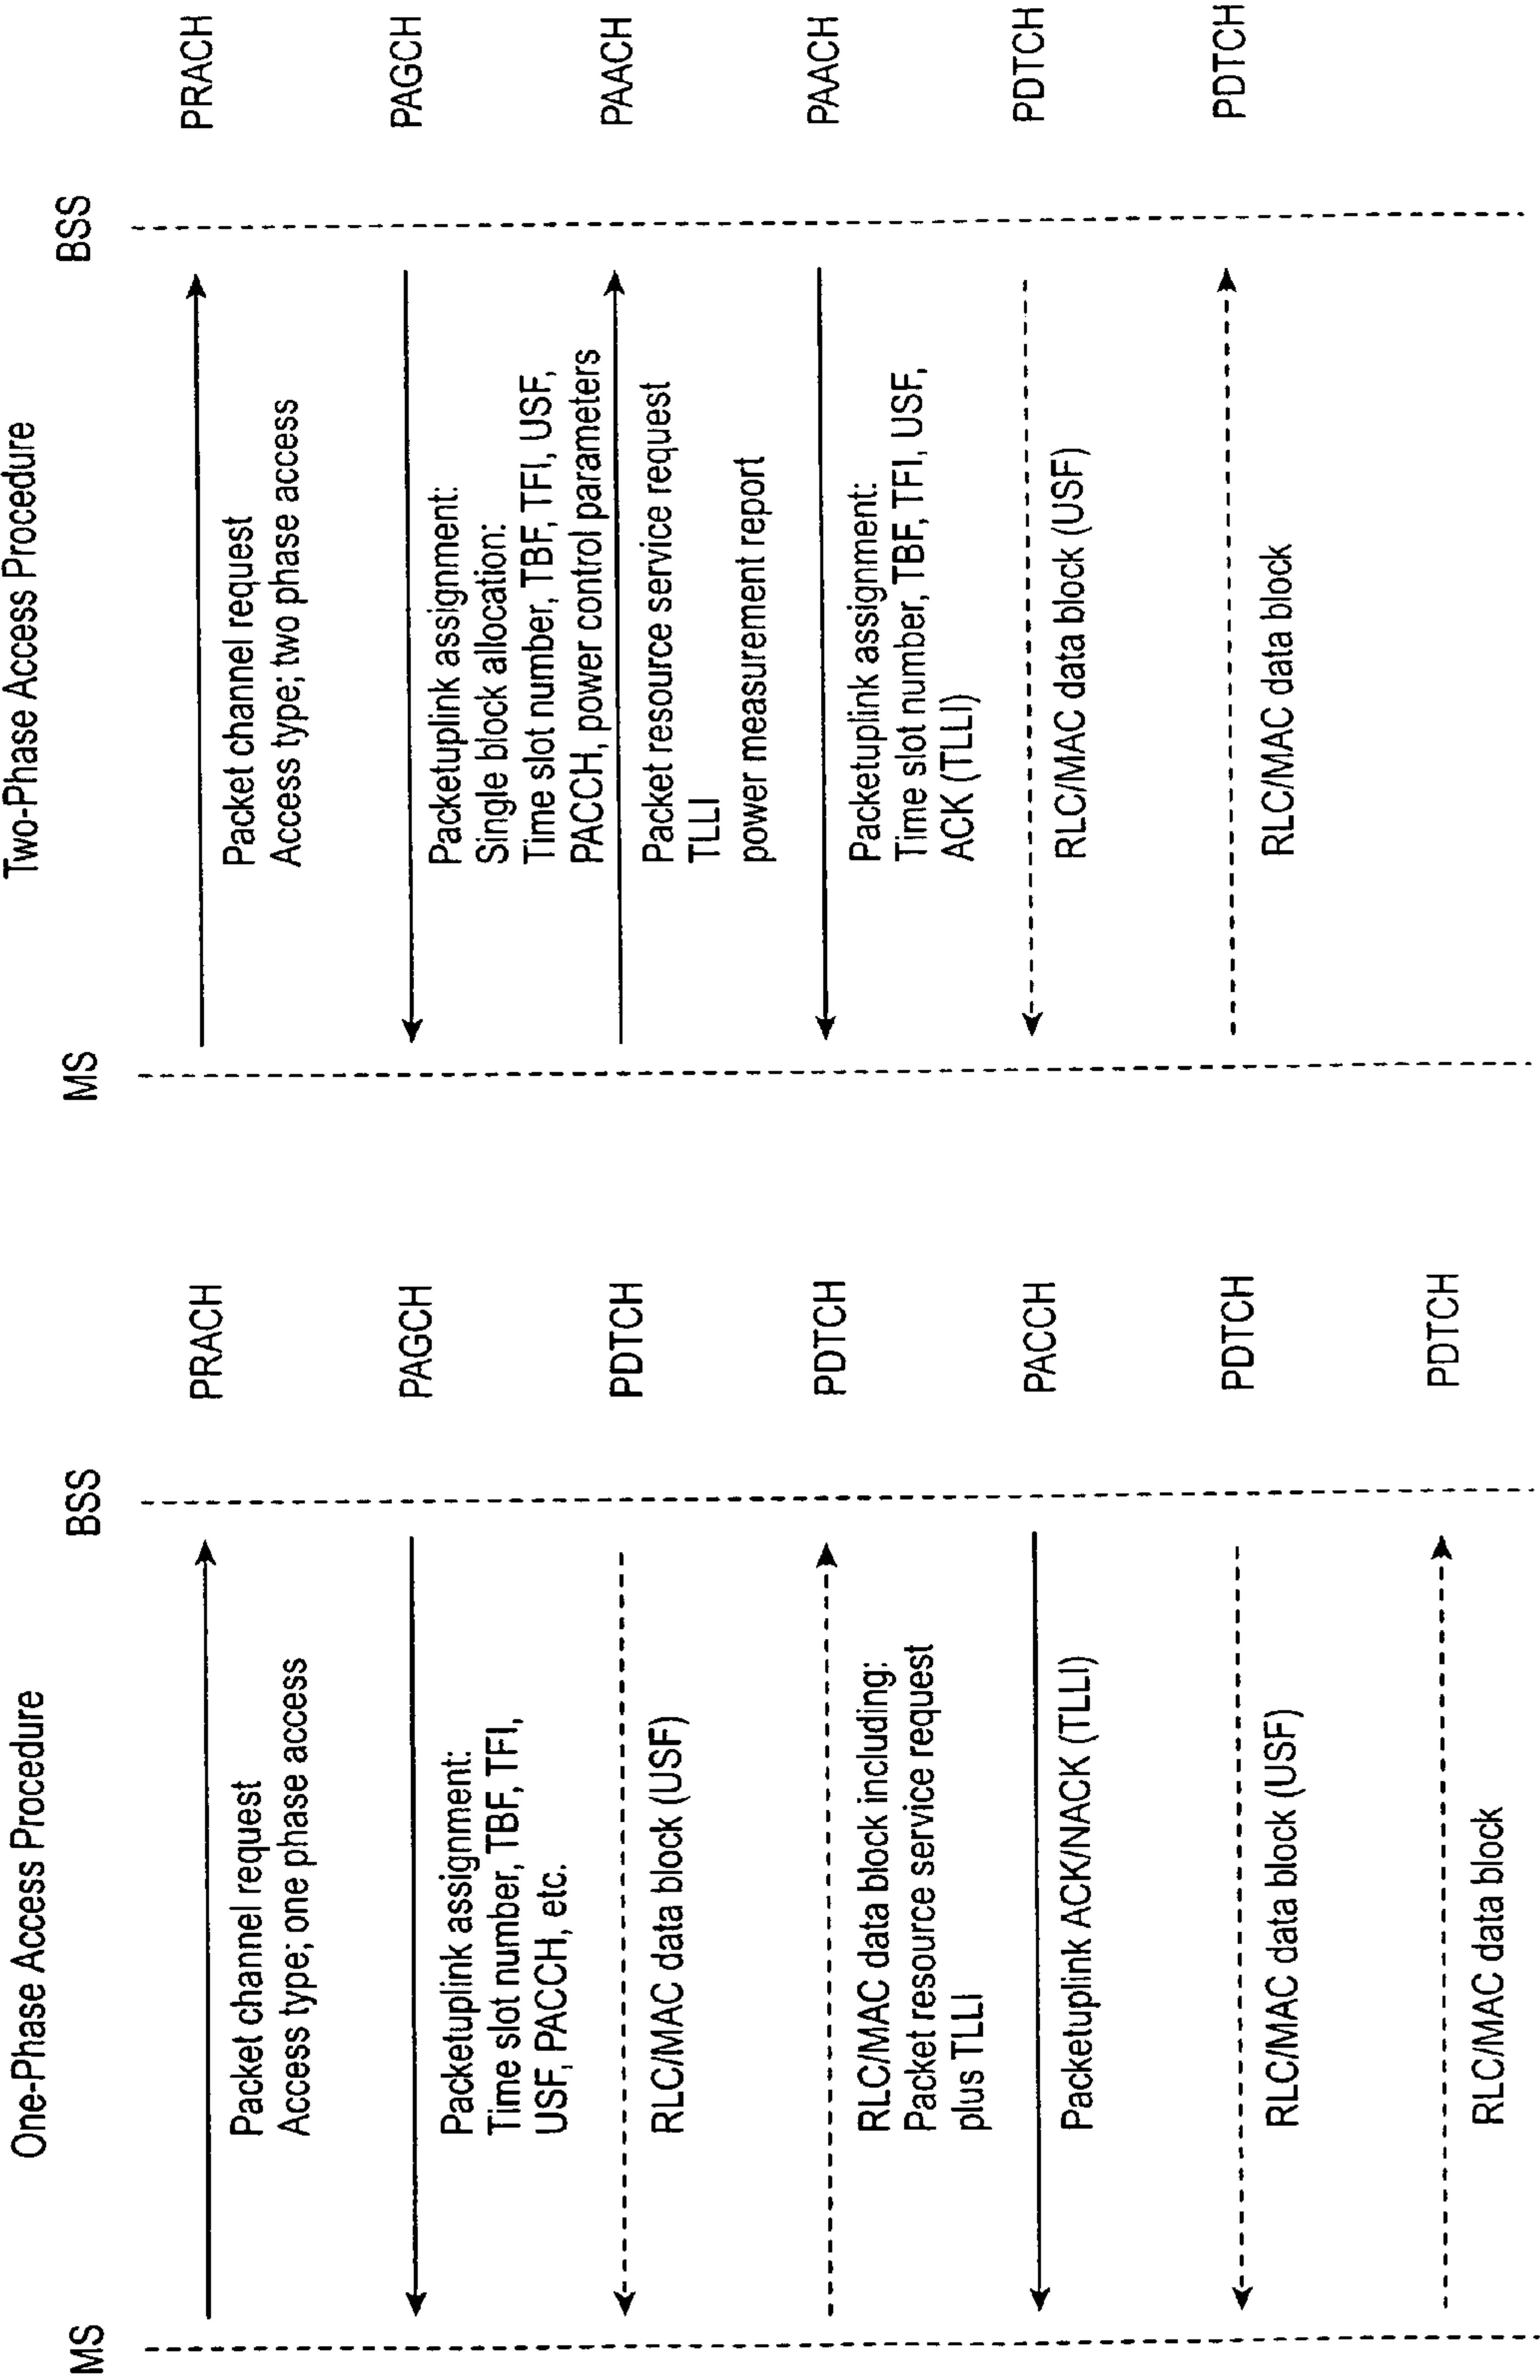 One-Phase Access Procedure
MS
BSS
Packet channel request
Access type; one phase access
PRACH
Packetuplink assignment:
Time slot number, TBF, TFI,
USF, PACCH, etc.
PAGCH
RLC/MAC data block (USF)
PDTCH
RLC/MAC data block including:
Packet resource service request
plus TLLI
PDTCH
Packetuplink ACK/NACK (TLLI)
PACCH
RLC/MAC data block (USF)
PDTCH
RLC/MAC data block
PDTCH
Two-Phase Access Procedure
MS
BSS
Packet channel request
Access type; two phase access
PRACH
Packetuplink assignment:
Single block allocation:
Time slot number, TBF, TFI, USF,
PACCH, power control parameters
PAGCH
Packet resource service request
TLLI
power measurement report
PAACH
Packetuplink assignment:
Time slot number, TBF, TFI, USF,
ACK (TLLI)
PAACH
RLC/MAC data block (USF)
PDTCH
RLC/MAC data block
PDTCH